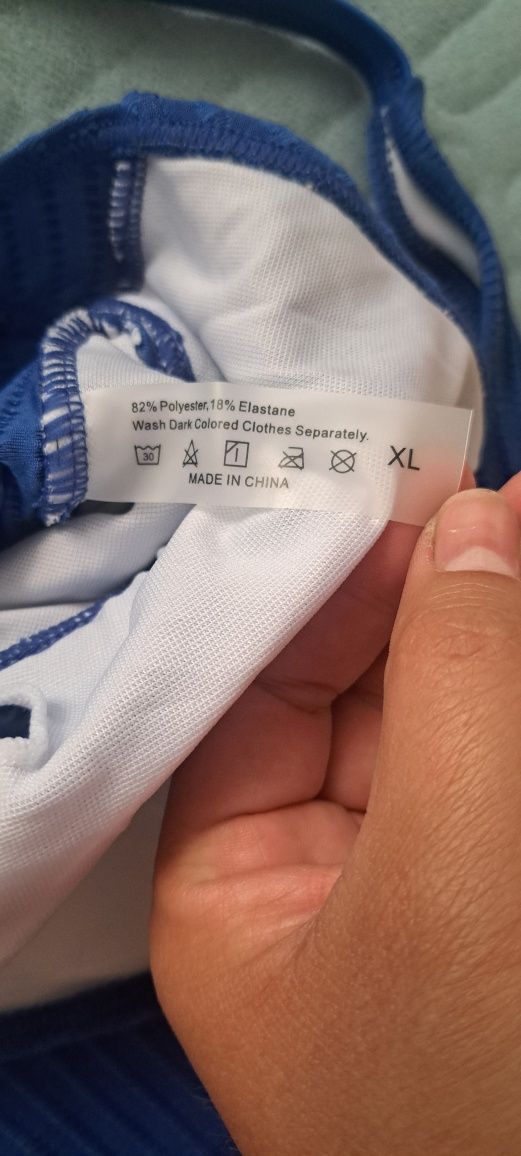 82% Polyester,18% Elastane
Wash Dark Colored Clothes Separately.
30
XL
MADE IN CHINA